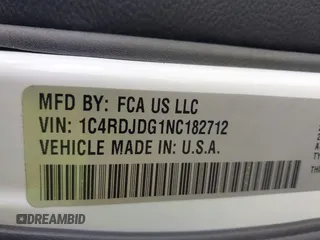 MFD BY: FCA US LLC
VIN: 1C4RDJDG1NC182712
VEHICLE MADE IN: U.S.A.
DREAMBID